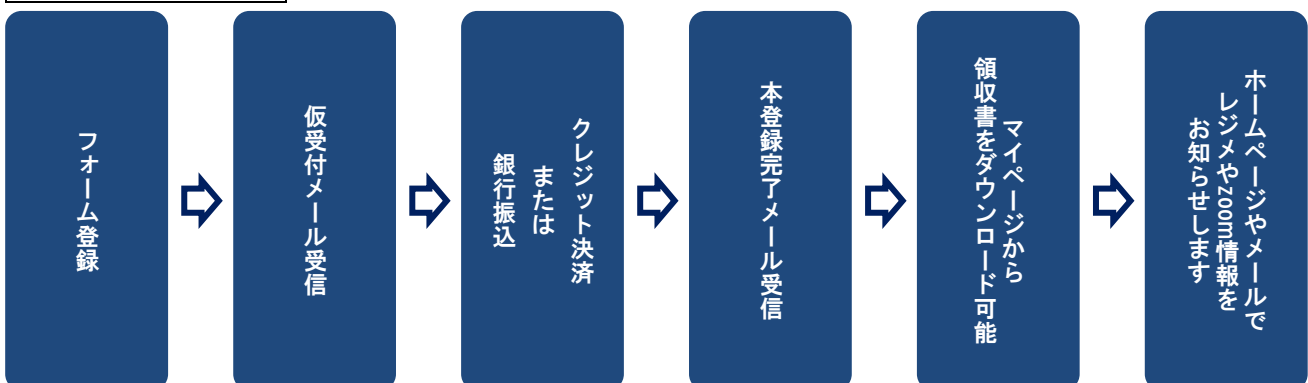 フォーム登録
仮受付メール受信
クレジット決済
または
銀行振込
本登録完了メール受信
マイページから
領収書をダウンロード可能
ホームページやメールで
レジメやzoom情報を
お知らせします